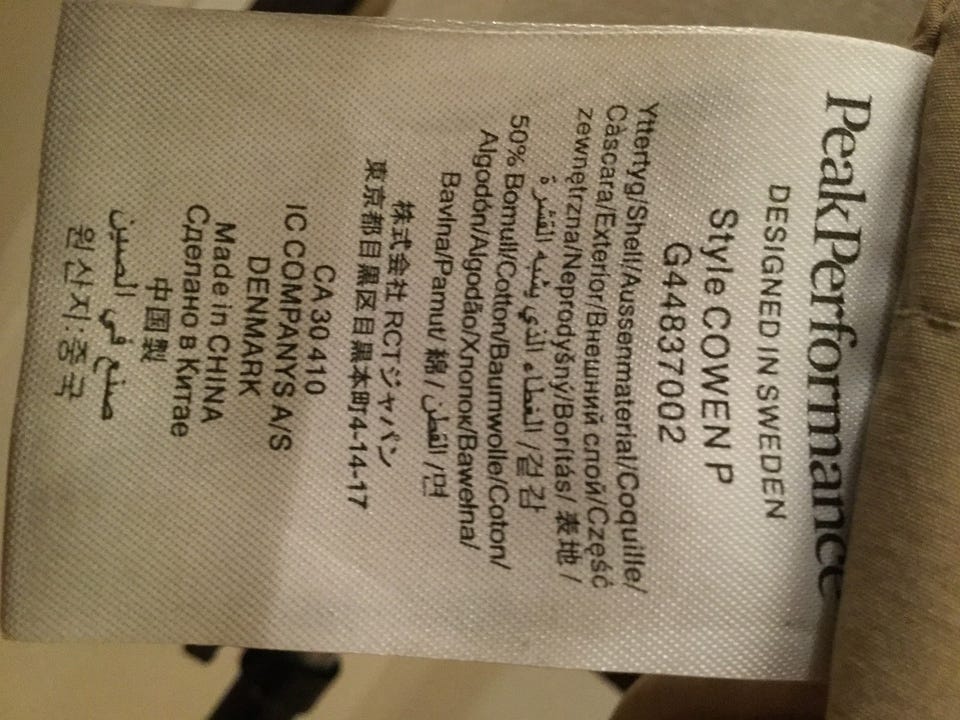 PeakPerformance
DESIGNED IN SWEDEN
Style COWEN P
G44837002
Yttertyg/Shell/Aussenmaterial/Coquille/
Càscara/Exterior/Внешний слой/Część
zewnętrzna/Neprodyšný/Borítás/ 表地 /
الغطاء الذي يشبه القشرة /겉감
50% Bomull/Cotton/Baumwolle/Coton/
Algodón/Algodão/Хлопок/Bawełna/
Bavlna/Pamut/ 綿 / القطن /면
株式会社 RCTジャパン
東京都目黒区目黒本町4-14-17
CA 30 410
IC COMPANYS A/S
DENMARK
Made in CHINA
Сделано в Китае
中国製
صنع في الصين
원산지:중국